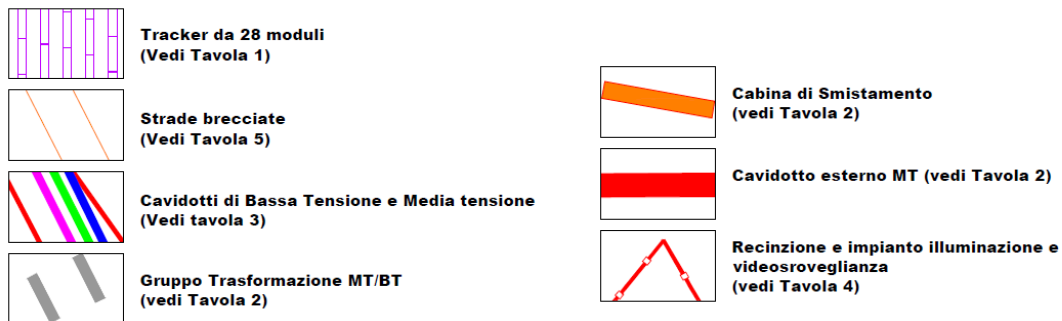 Tracker da 28 moduli
(Vedi Tavola 1)
Strade brecciate
(Vedi Tavola 5)
Cavidotti di Bassa Tensione e Media tensione
(Vedi tavola 3)
Gruppo Trasformazione MT/BT
(vedi Tavola 2)
Cabina di Smistamento
(vedi Tavola 2)
Cavidotto esterno MT (vedi Tavola 2)
Recinzione e impianto illuminazione e
videosroveglianza
(vedi Tavola 4)